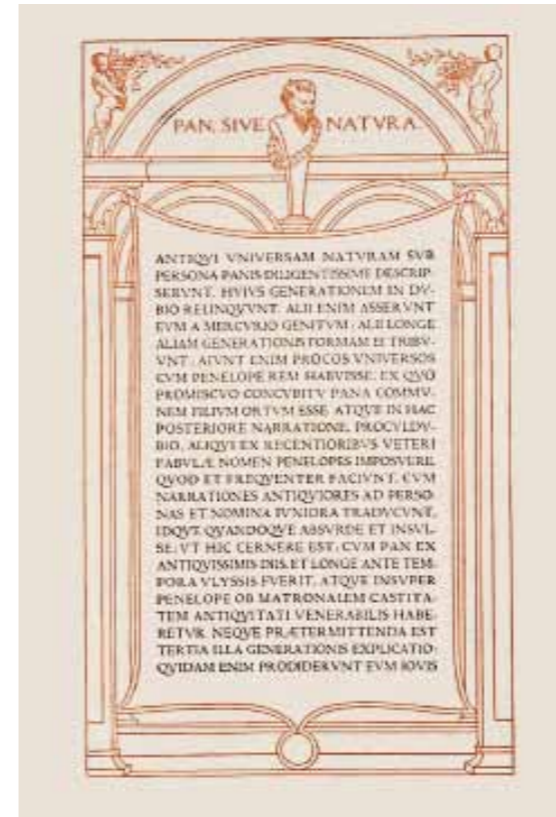 PAN, SIVE NATVRA.
ANTIQVI VNIVERSAM NATVRAM SVB
PERSONA PANIS DILIGENTISSIME DESCRIP-
SERVNT. HVIVS GENERATIONEM IN DV-
BIO RELINQVVNT. ALII ENIM ASSERVNT
EVM A MERCVRIO GENITVM: ALII LONGE
ALIAM GENERATIONIS FORMAM EI TRIBV-
VNT: AIVNT ENIM PROCOS VNIVERSOS
CVM PENELOPE REM HABVISSE, EX QVO
PROMISCVO CONCVBITV PANA COMMV-
NEM FILIVM ORTVM ESSE. ATQVE IN HAC
POSTERIORE NARRATIONE, PROCVLDV-
BIO, ALIQVI EX RECENTIORIBVS VETERI
FABVLÆ NOMEN PENELOPES IMPOSVERE,
QVOD ET FREQVENTER FACIVNT, CVM
NARRATIONES ANTIQVIORES AD PERSO-
NAS ET NOMINA IVNIORA TRADVCVNT,
IDQVE QVANDOQVE ABSVRDE ET INSVL-
SE: VT HIC CERNERE EST: CVM PAN EX
ANTIQVISSIMIS DIIS, ET LONGE ANTE TEM-
PORA VLYSSIS FVERIT, ATQVE INSVPER
PENELOPE OB MATRONALEM CASTITA-
TEM ANTIQVITATI VENERABILIS HABE-
RETVR. NEQVE PRÆTERMITTENDA EST
TERTIA ILLA GENERATIONIS EXPLICATIO:
QVIDAM ENIM PRODIDERVNT EVM IOVIS